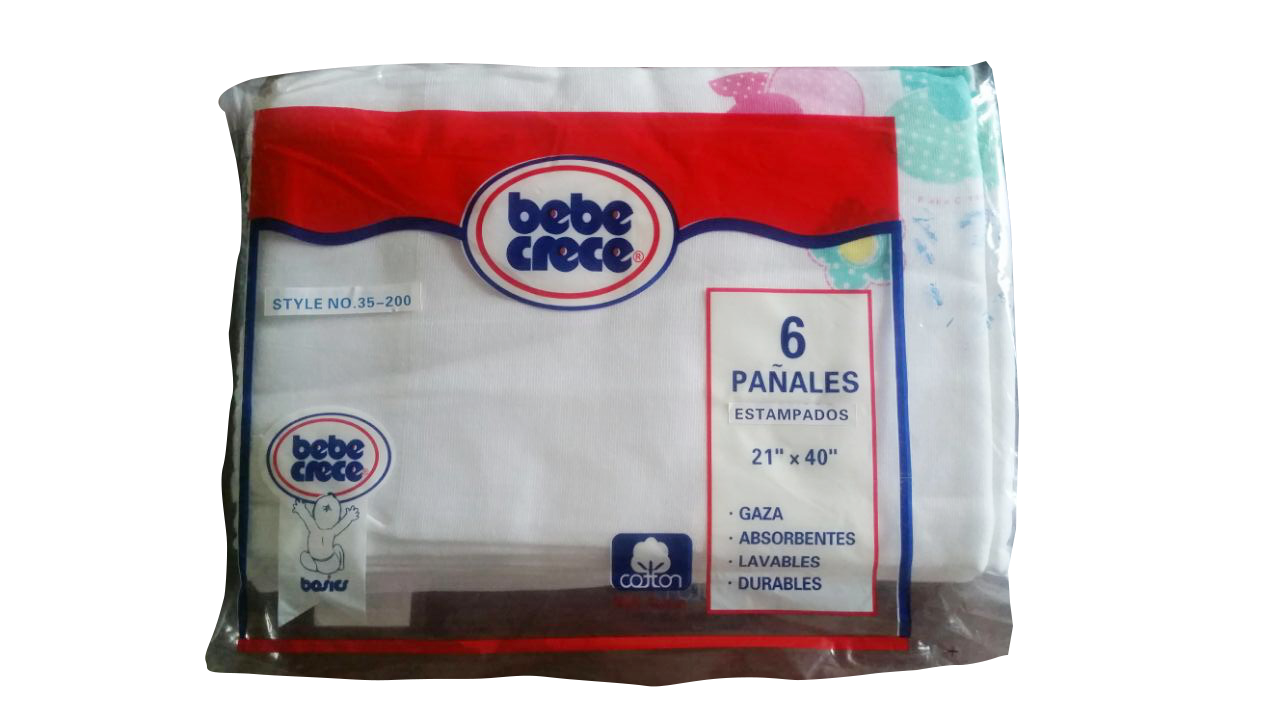 bebe
crece®
STYLE NO.35-200
6
PAÑALES
ESTAMPADOS
21" x 40"
· GAZA
· ABSORBENTES
· LAVABLES
· DURABLES
bebe
crece
basics
cotton